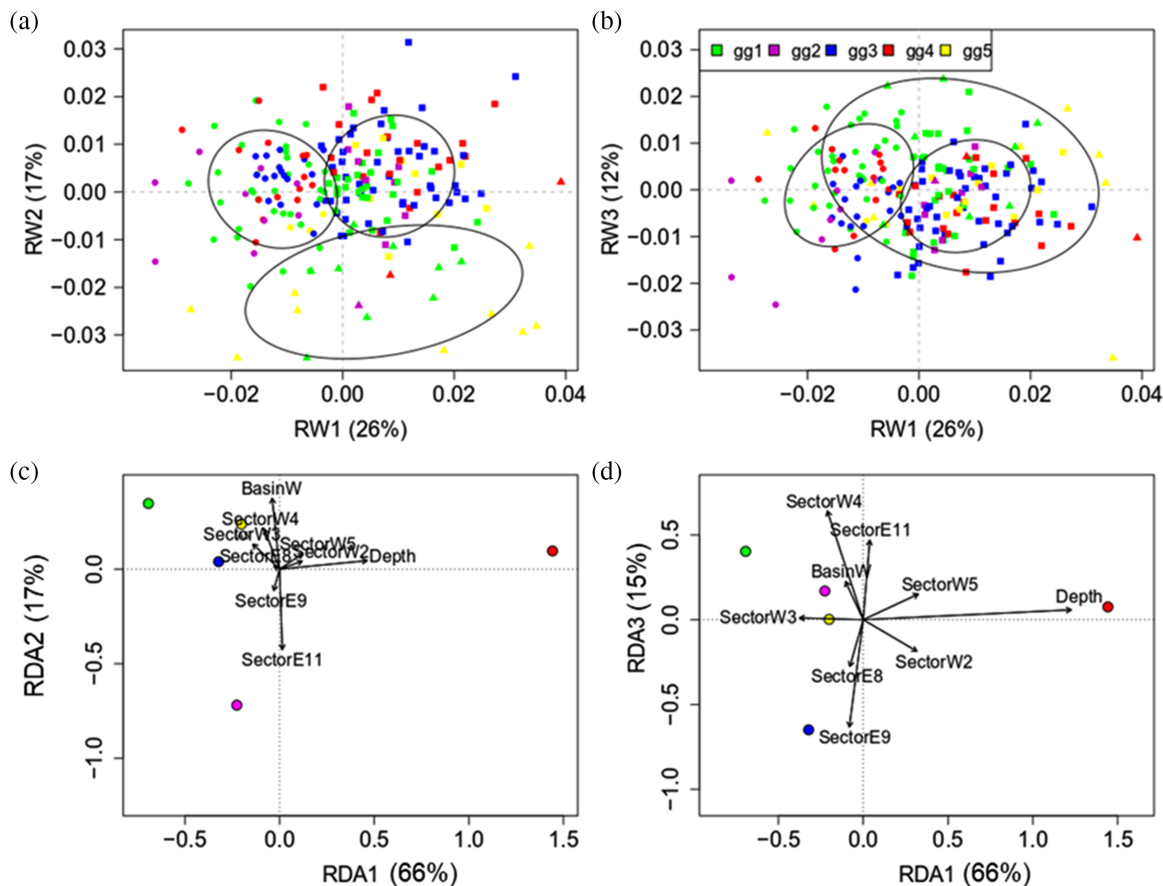 (a)
0.03
0.02
0.01
0.00
−0.01
−0.02
−0.03
RW2 (17%)
−0.02
0.00
0.02
0.04
RW1 (26%)
(b)
gg1 gg2 gg3 gg4 gg5
0.03
0.02
0.01
0.00
−0.01
−0.02
−0.03
RW3 (12%)
−0.02
0.00
0.02
0.04
RW1 (26%)
(c)
BasinW
SectorW4
SectorW3
SectorW5
SectorE8
SectorW2
Depth
SectorE9
SectorE11
0.0
−0.5
−1.0
RDA2 (17%)
−0.5
0.0
0.5
1.0
1.5
RDA1 (66%)
(d)
SectorW4
SectorE11
BasinW
SectorW5
Depth
SectorW3
SectorW2
SectorE8
SectorE9
0.5
0.0
−0.5
−1.0
RDA3 (15%)
−0.5
0.0
0.5
1.0
1.5
RDA1 (66%)